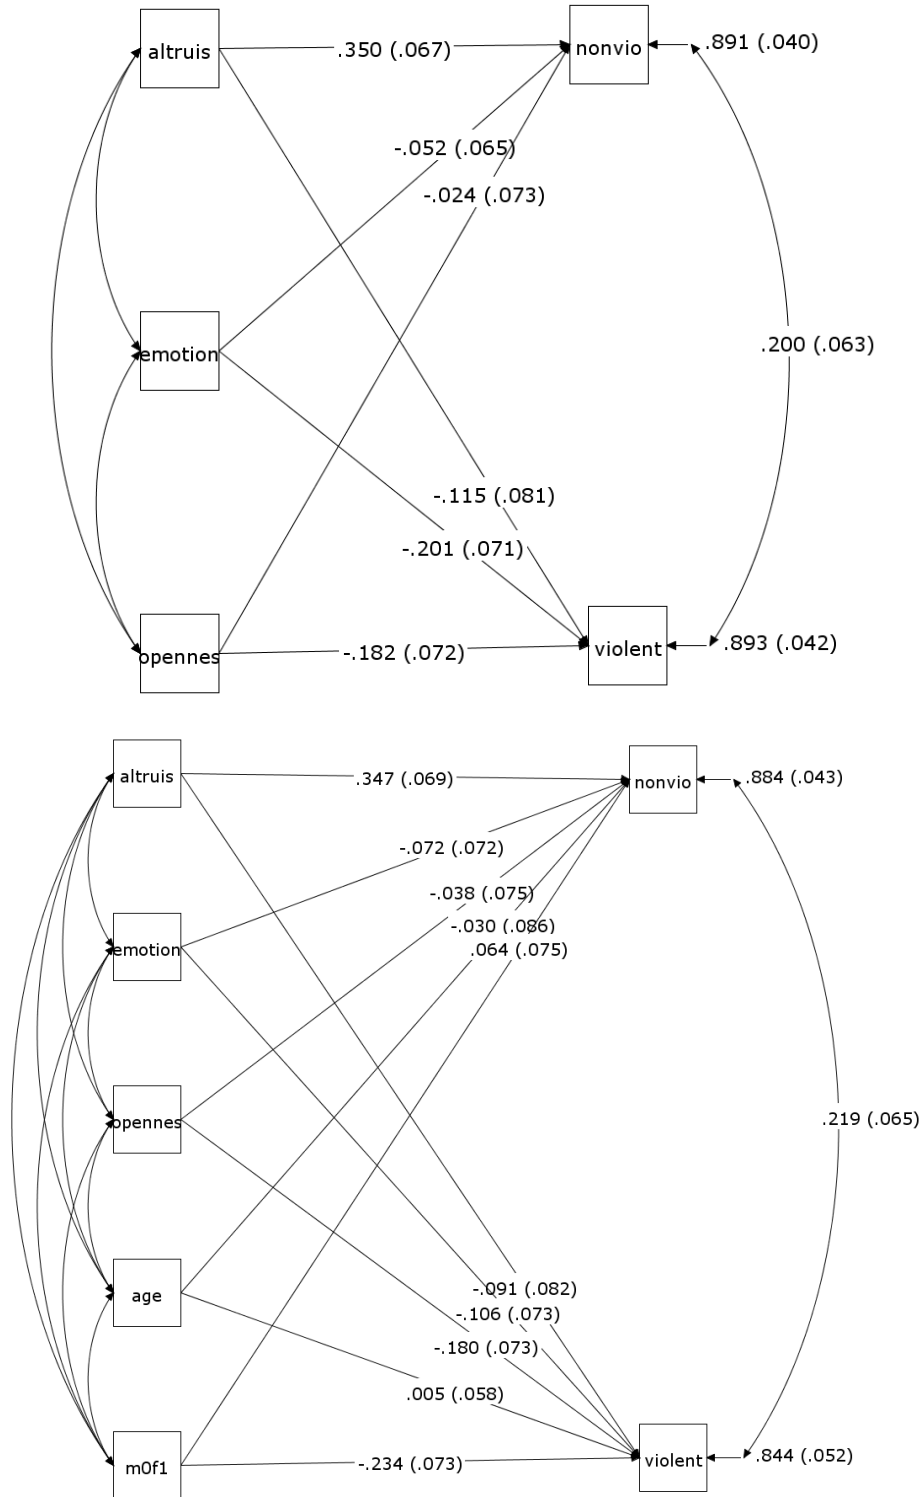 altruis
.350 (.067)
nonvio
.891 (.040)
-.052 (.065)
-.024 (.073)
emotion
.200 (.063)
-.115 (.081)
-.201 (.071)
opennes
-.182 (.072)
violent
.893 (.042)
altruis
.347 (.069)
nonvio
.884 (.043)
-.072 (.072)
-.038 (.075)
-.030 (.086)
emotion
.064 (.075)
opennes
.219 (.065)
-.091 (.082)
age
-.106 (.073)
-.180 (.073)
.005 (.058)
m0f1
-.234 (.073)
violent
.844 (.052)